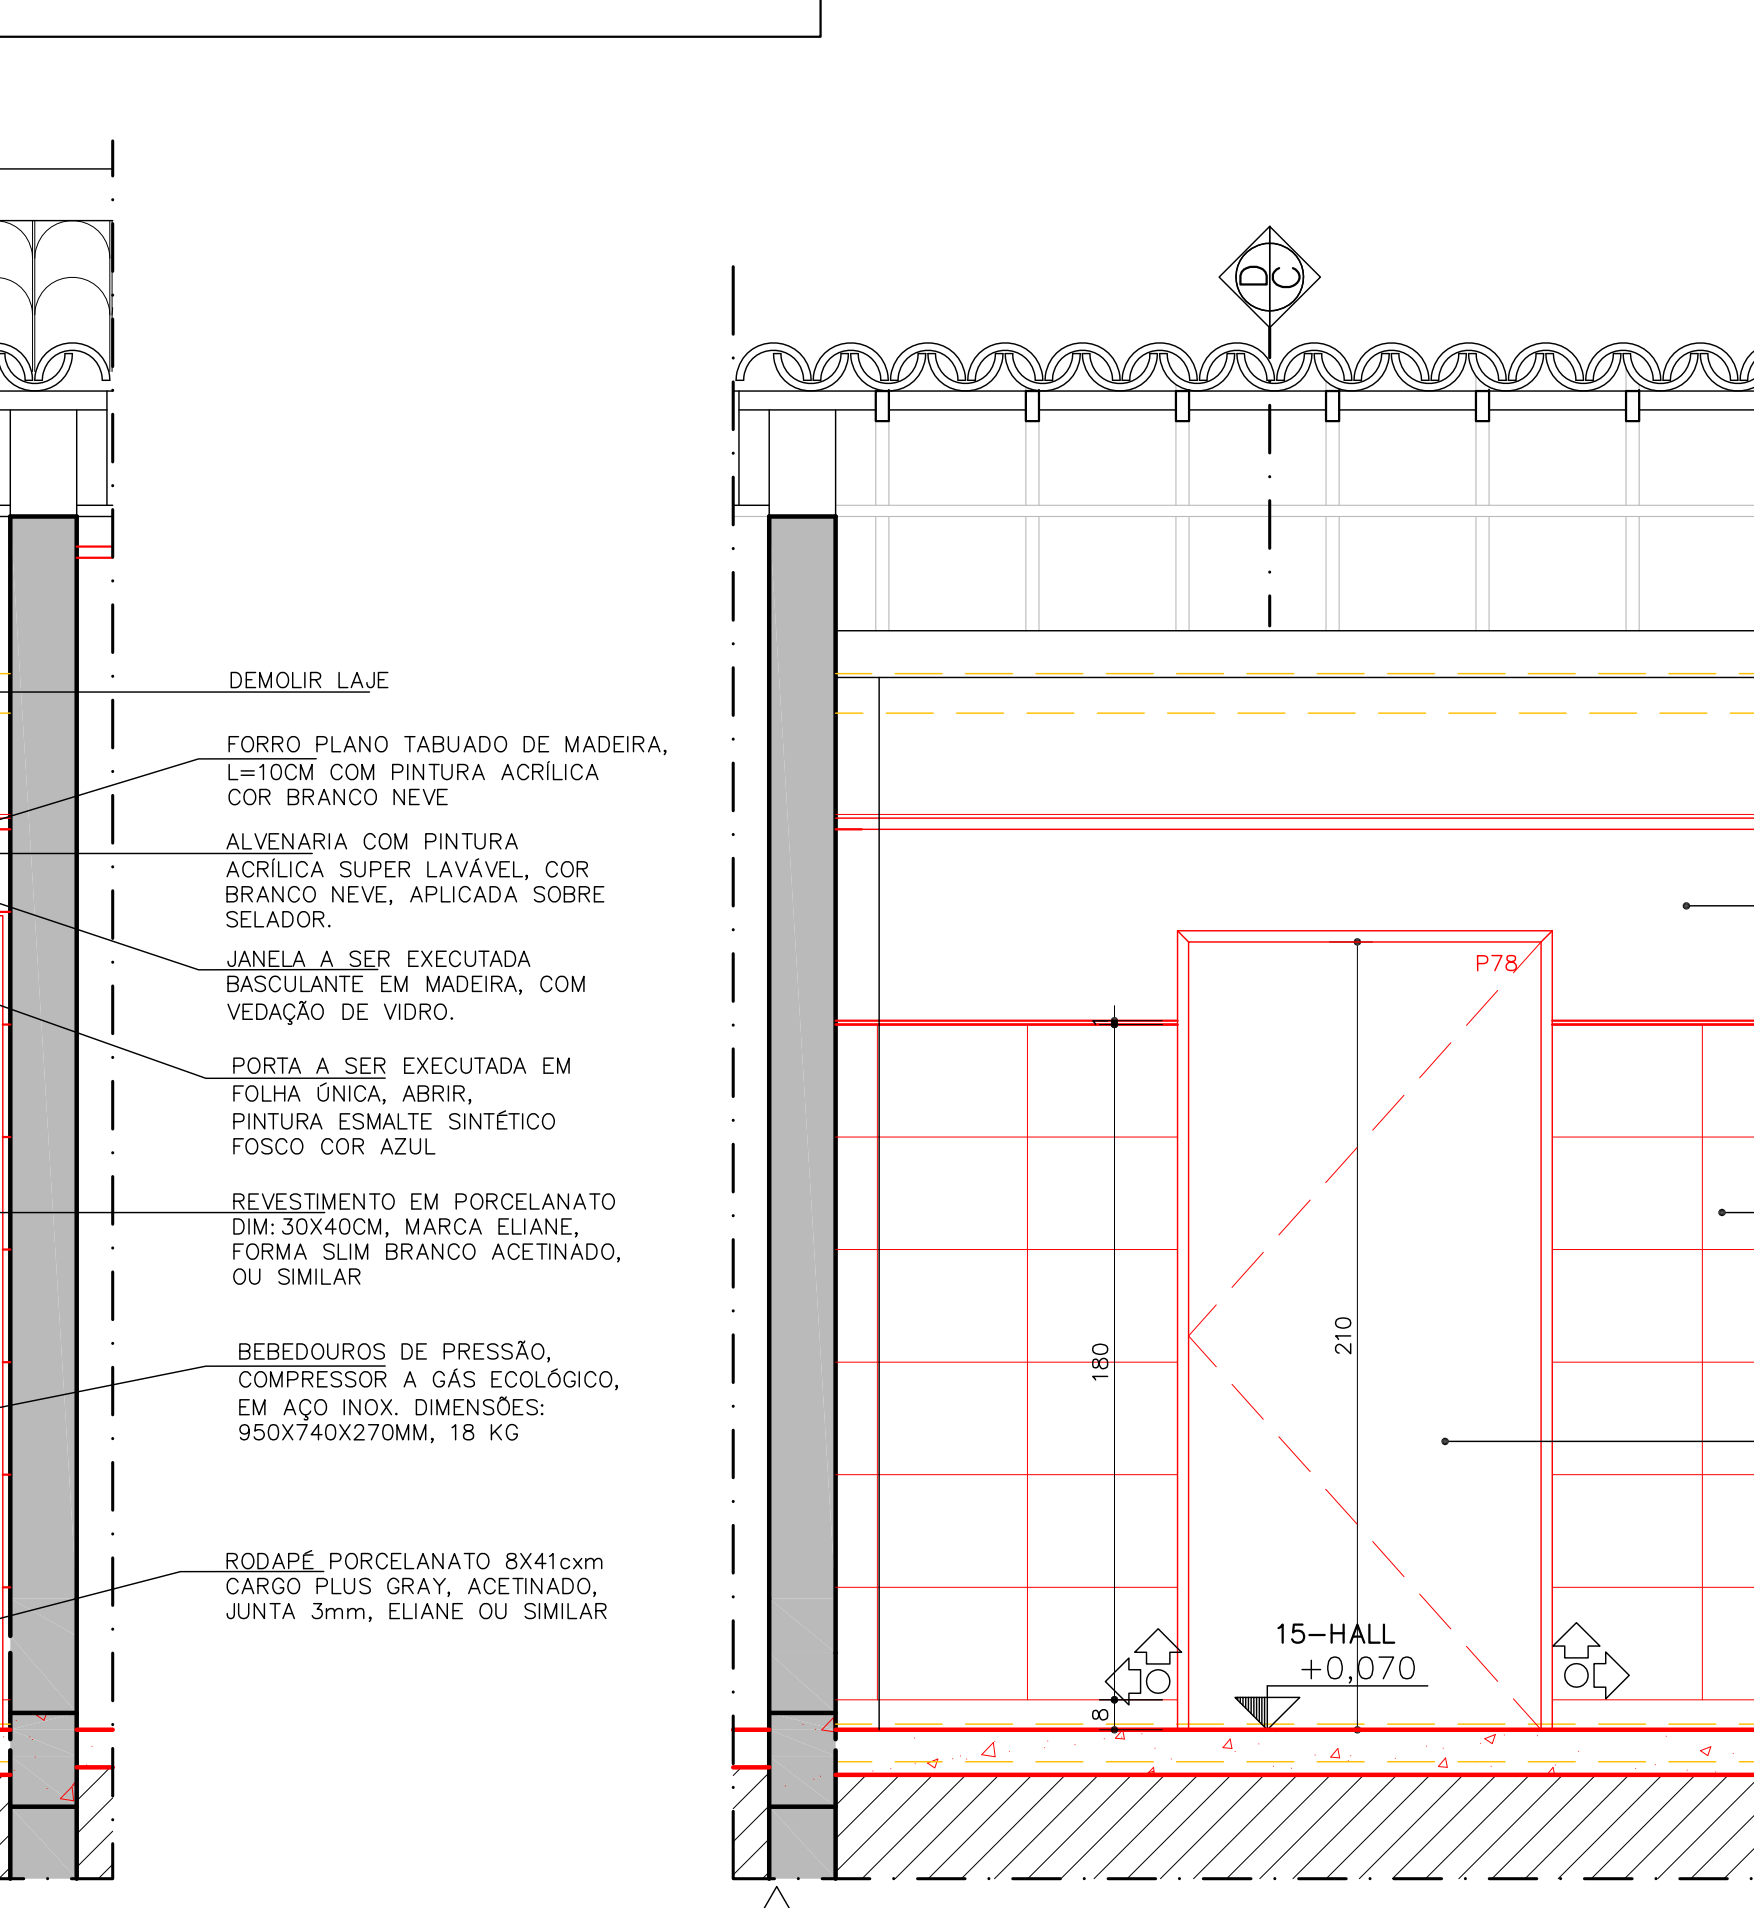 DEMOLIR LAJE
FORRO PLANO TABUADO DE MADEIRA,
L=10CM COM PINTURA ACRÍLICA
COR BRANCO NEVE
ALVENARIA COM PINTURA
ACRÍLICA SUPER LAVÁVEL, COR
BRANCO NEVE, APLICADA SOBRE
SELADOR.
JANELA A SER EXECUTADA
BASCULANTE EM MADEIRA, COM
VEDAÇÃO DE VIDRO.
PORTA A SER EXECUTADA EM
FOLHA ÚNICA, ABRIR,
PINTURA ESMALTE SINTÉTICO
FOSCO COR AZUL
REVESTIMENTO EM PORCELANATO
DIM: 30X40CM, MARCA ELIANE,
FORMA SLIM BRANCO ACETINADO,
OU SIMILAR
BEBEDOUROS DE PRESSÃO,
COMPRESSOR A GÁS ECOLÓGICO,
EM AÇO INOX. DIMENSÕES:
950X740X270MM, 18 KG
RODAPÉ PORCELANATO 8X41cxm
CARGO PLUS GRAY, ACETINADO,
JUNTA 3mm, ELIANE OU SIMILAR
D
C
P78
180
210
8
15-HALL
+0,070